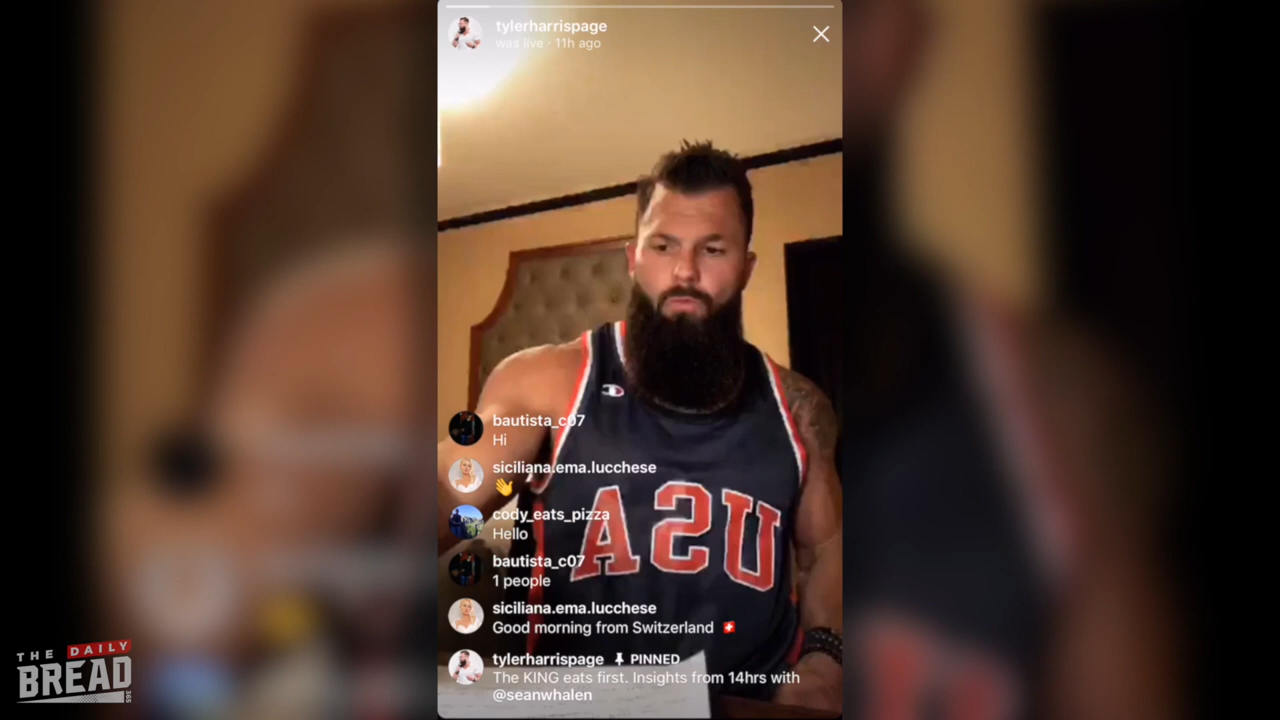 tylerharrispage
was live · 11h ago
USA
bautista_c07
Hi
siciliana.ema.lucchese
👋
cody_eats_pizza
Hello
bautista_c07
1 people
siciliana.ema.lucchese
Good morning from Switzerland 🇨🇭
tylerharrispage PINNED
The KING eats first. Insights from 14hrs with
@seanwhalen
THE DAILY
BREAD
365